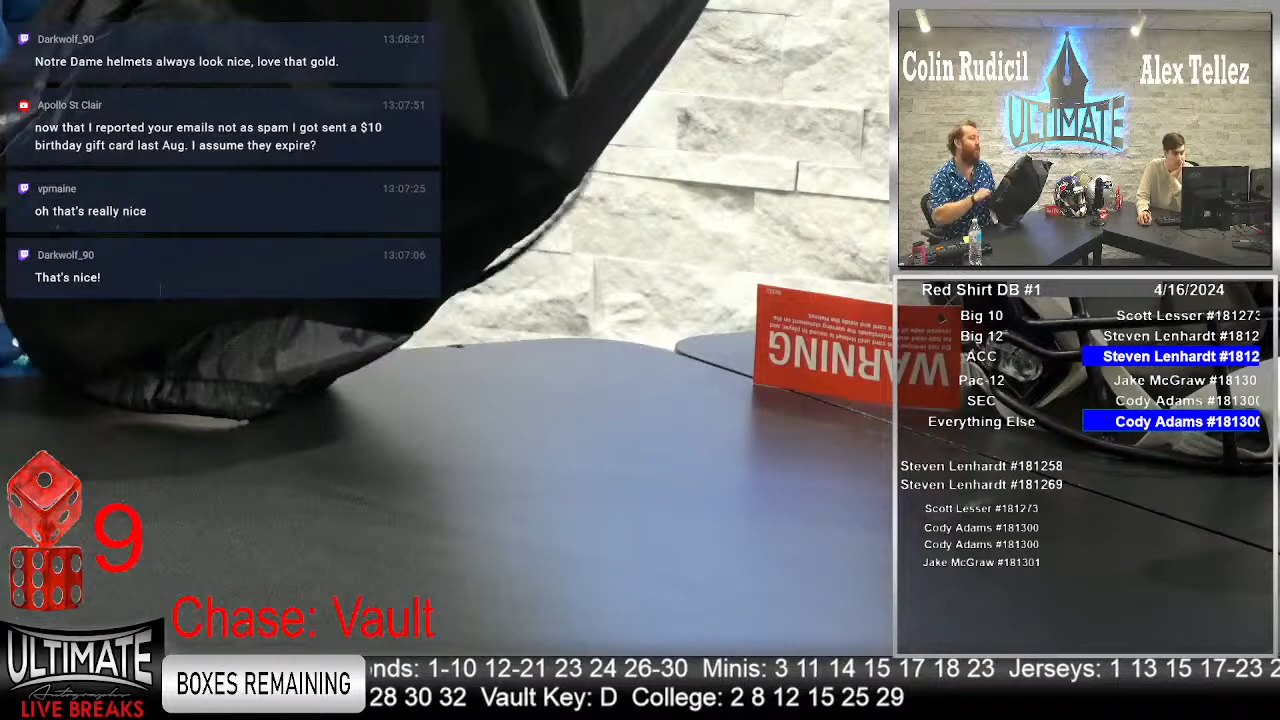 Darkwolf_90 13:08:21
Notre Dame helmets always look nice, love that gold.
Apollo St Clair 13:07:51
now that I reported your emails not as spam I got sent a $10
birthday gift card last Aug. I assume they expire?
vprnaine 13:07:25
oh that's really nice
Darkwolf_90 13:07:06
That's nice!
Colin Rudicil
Alex Tellez
ULTIMATE
WARNING
Red Shirt DB #1 4/16/2024
Big 10 Scott Lesser #181273
Big 12 Steven Lenhardt #1812
ACC Steven Lenhardt #1812
Pac-12 Jake McGraw #18130
SEC Cody Adams #181300
Everything Else Cody Adams #181300
Steven Lenhardt #181258
Steven Lenhardt #181269
Scott Lesser #181273
Cody Adams #181300
Cody Adams #181300
Jake McGraw #181301
9
Chase: Vault
ULTIMATE
Autographs
LIVE BREAKS
BOXES REMAINING
nds: 1-10 12-21 23 24 26-30 Minis: 3 11 14 15 17 18 23 Jerseys: 1 13 15 17-23 2
28 30 32 Vault Key: D College: 2 8 12 15 25 29